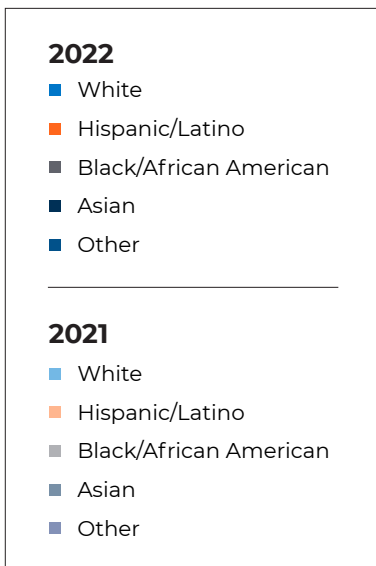 2022
White
Hispanic/Latino
Black/African American
Asian
Other
2021
White
Hispanic/Latino
Black/African American
Asian
Other